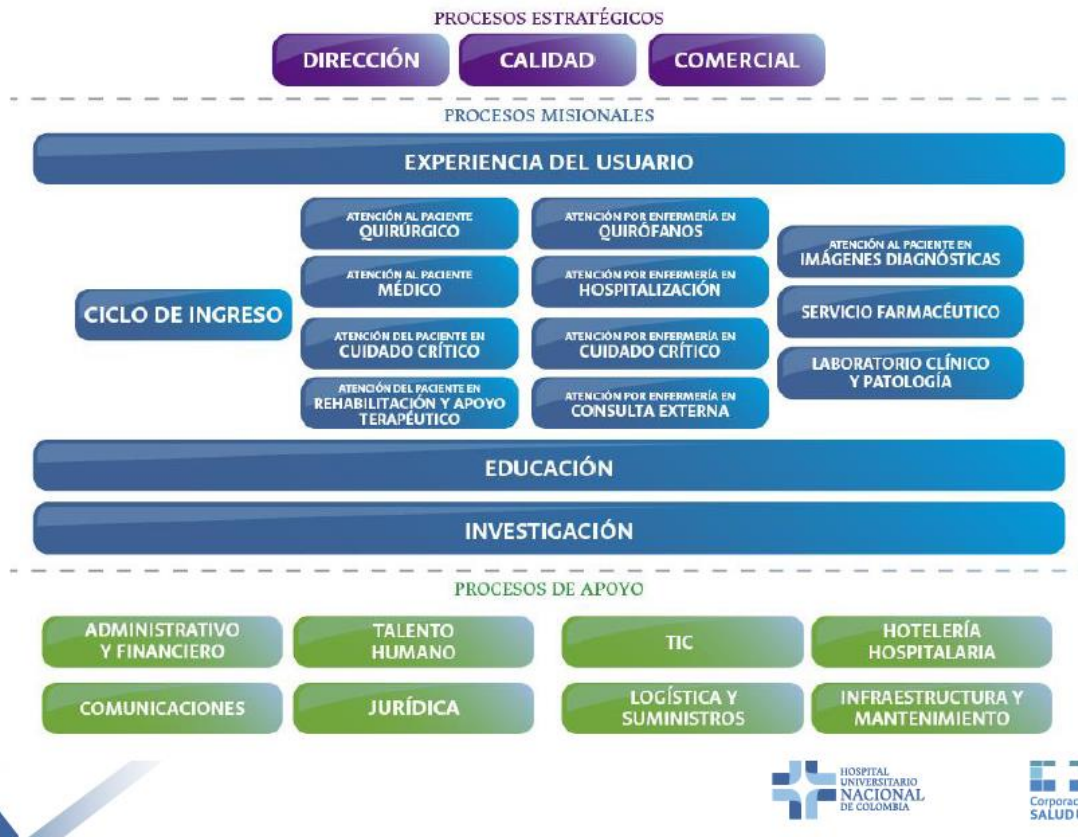 PROCESOS ESTRATÉGICOS
DIRECCIÓN
CALIDAD
COMERCIAL
PROCESOS MISIONALES
EXPERIENCIA DEL USUARIO
CICLO DE INGRESO
ATENCIÓN AL PACIENTE
QUIRÚRGICO
ATENCIÓN AL PACIENTE
MÉDICO
ATENCIÓN DEL PACIENTE EN
CUIDADO CRÍTICO
ATENCIÓN DEL PACIENTE EN
REHABILITACIÓN Y APOYO
TERAPÉUTICO
ATENCIÓN POR ENFERMERÍA EN
QUIRÓFANOS
ATENCIÓN POR ENFERMERÍA EN
HOSPITALIZACIÓN
ATENCIÓN POR ENFERMERÍA EN
CUIDADO CRÍTICO
ATENCIÓN POR ENFERMERÍA EN
CONSULTA EXTERNA
ATENCIÓN AL PACIENTE EN
IMÁGENES DIAGNÓSTICAS
SERVICIO FARMACÉUTICO
LABORATORIO CLÍNICO
Y PATOLOGÍA
EDUCACIÓN
INVESTIGACIÓN
PROCESOS DE APOYO
ADMINISTRATIVO
Y FINANCIERO
TALENTO
HUMANO
TIC
HOTELERÍA
HOSPITALARIA
COMUNICACIONES
JURÍDICA
LOGÍSTICA Y
SUMINISTROS
INFRAESTRUCTURA Y
MANTENIMIENTO
HOSPITAL
UNIVERSITARIO
NACIONAL
DE COLOMBIA
Corporac
SALUD